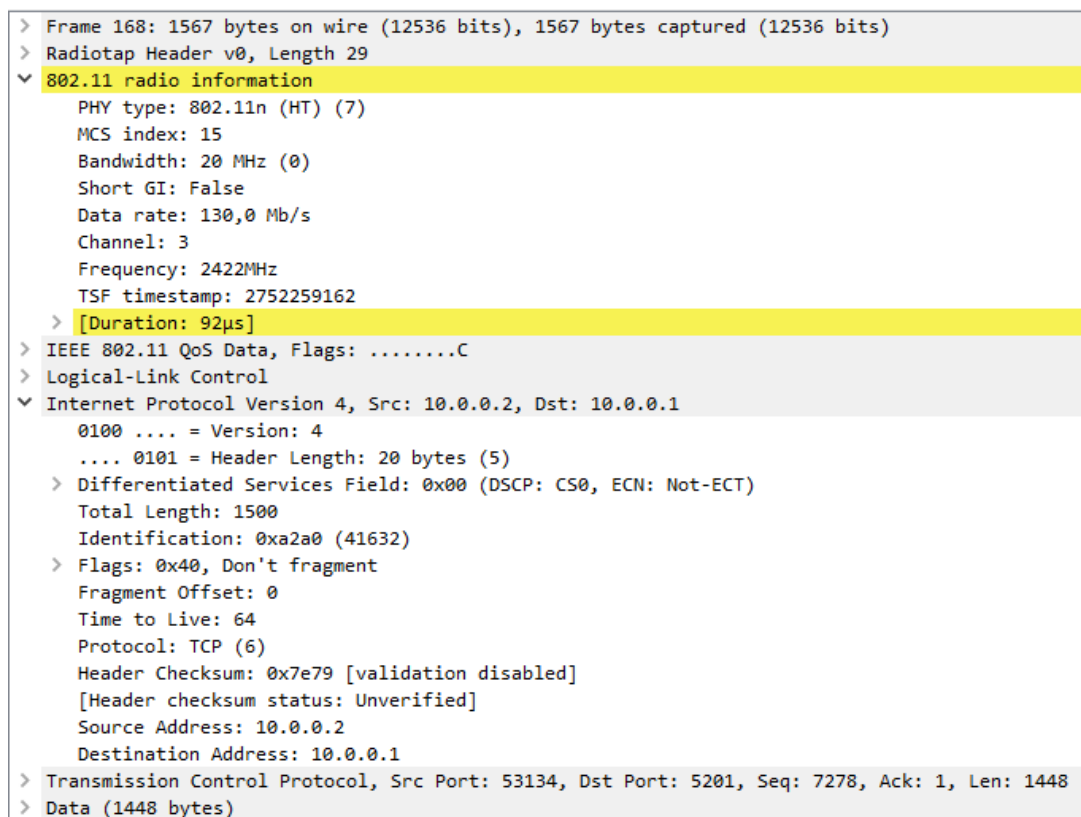 > Frame 168: 1567 bytes on wire (12536 bits), 1567 bytes captured (12536 bits)
> Radiotap Header v0, Length 29
802.11 radio information
PHY type: 802.11n (HT) (7)
MCS index: 15
Bandwidth: 20 MHz (0)
Short GI: False
Data rate: 130,0 Mb/s
Channel: 3
Frequency: 2422MHz
TSF timestamp: 2752259162
> [Duration: 92µs]
> IEEE 802.11 QoS Data, Flags: ........C
> Logical-Link Control
Internet Protocol Version 4, Src: 10.0.0.2, Dst: 10.0.0.1
0100 .... = Version: 4
.... 0101 = Header Length: 20 bytes (5)
> Differentiated Services Field: 0x00 (DSCP: CS0, ECN: Not-ECT)
Total Length: 1500
Identification: 0xa2a0 (41632)
> Flags: 0x40, Don't fragment
Fragment Offset: 0
Time to Live: 64
Protocol: TCP (6)
Header Checksum: 0x7e79 [validation disabled]
[Header checksum status: Unverified]
Source Address: 10.0.0.2
Destination Address: 10.0.0.1
> Transmission Control Protocol, Src Port: 53134, Dst Port: 5201, Seq: 7278, Ack: 1, Len: 1448
> Data (1448 bytes)